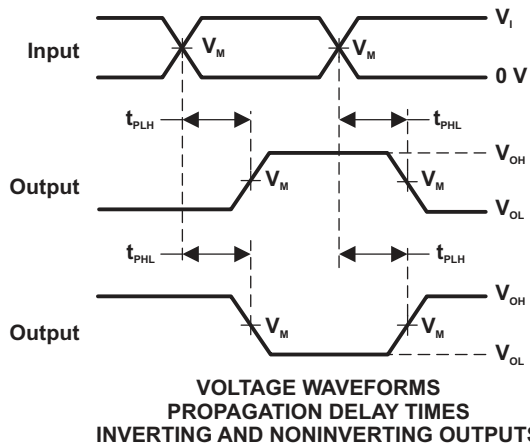 Input
V_M
V_M
V_I
0 V
t_PLH
t_PHL
Output
V_M
V_M
V_OH
V_OL
t_PHL
t_PLH
Output
V_M
V_M
V_OH
V_OL
VOLTAGE WAVEFORMS
PROPAGATION DELAY TIMES
INVERTING AND NONINVERTING OUTPUTS